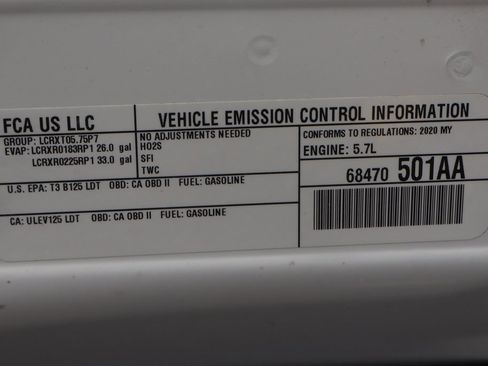 FCA US LLC
VEHICLE EMISSION CONTROL INFORMATION
GROUP: LCRXT05.75P7
EVAP: LCRXR0183RP1 26.0 gal
LCRXR0225RP1 33.0 gal
NO ADJUSTMENTS NEEDED
HO2S
SFI
TWC
CONFORMS TO REGULATIONS: 2020 MY
ENGINE: 5.7L
U.S. EPA: T3 B125 LDT OBD: CA OBD II FUEL: GASOLINE
CA: ULEV125 LDT OBD: CA OBD II FUEL: GASOLINE
68470 501AA